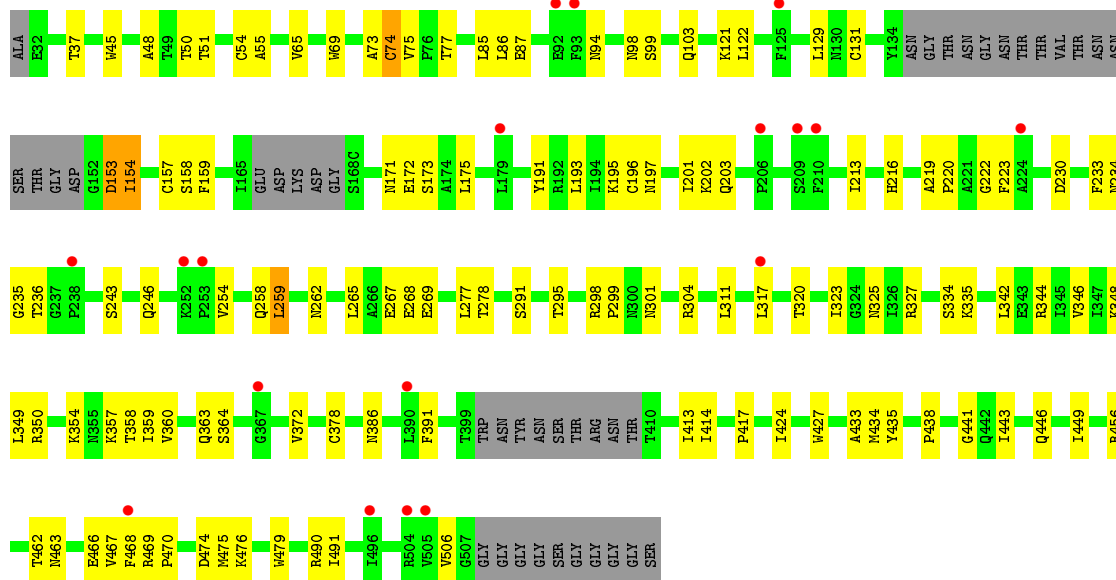 ALA E32 T37 W45 A48 T49 T50 T51 C54 A55 V65 W69 A73 C74 V75 P76 T77 L85 L86 E87 E92 F93 N94 N98 S99 Q103 K121 L122 F125 L129 N130 C131 Y134 ASN GLY THR ASN GLY ASN THR THR VAL THR ASN ASN
SER THR GLY ASP G152 D153 I154 C157 S158 F159 I165 GLU ASP LYS ASP GLY S168C N171 E172 S173 A174 L175 L179 Y191 R192 L193 I194 K195 C196 N197 I201 K202 Q203 P206 S209 F210 I213 H216 A219 P220 A221 G222 F223 A224 D230 F233 N234
G235 T236 G237 P238 S243 Q246 K252 P253 V254 Q258 L259 N262 L265 A266 E267 E268 E269 L277 T278 S291 T295 R298 P299 N300 N301 R304 L311 L317 T320 I323 G324 N325 I326 R327 S334 K335 L342 E343 R344 I345 V346 I347 K348
L349 R350 K354 N355 K357 T358 I359 V360 Q363 S364 G367 V372 C378 N386 L390 F391 T399 TRP ASN TYR ASN SER THR ARG ASN THR T410 I413 I414 P417 I424 W427 A433 M434 Y435 P438 G441 Q442 I443 Q446 I449 R456
T462 N463 E466 V467 F468 R469 P470 D474 M475 K476 W479 R490 I491 I496 R504 V505 V506 G507 GLY GLY GLY GLY SER GLY GLY GLY GLY SER